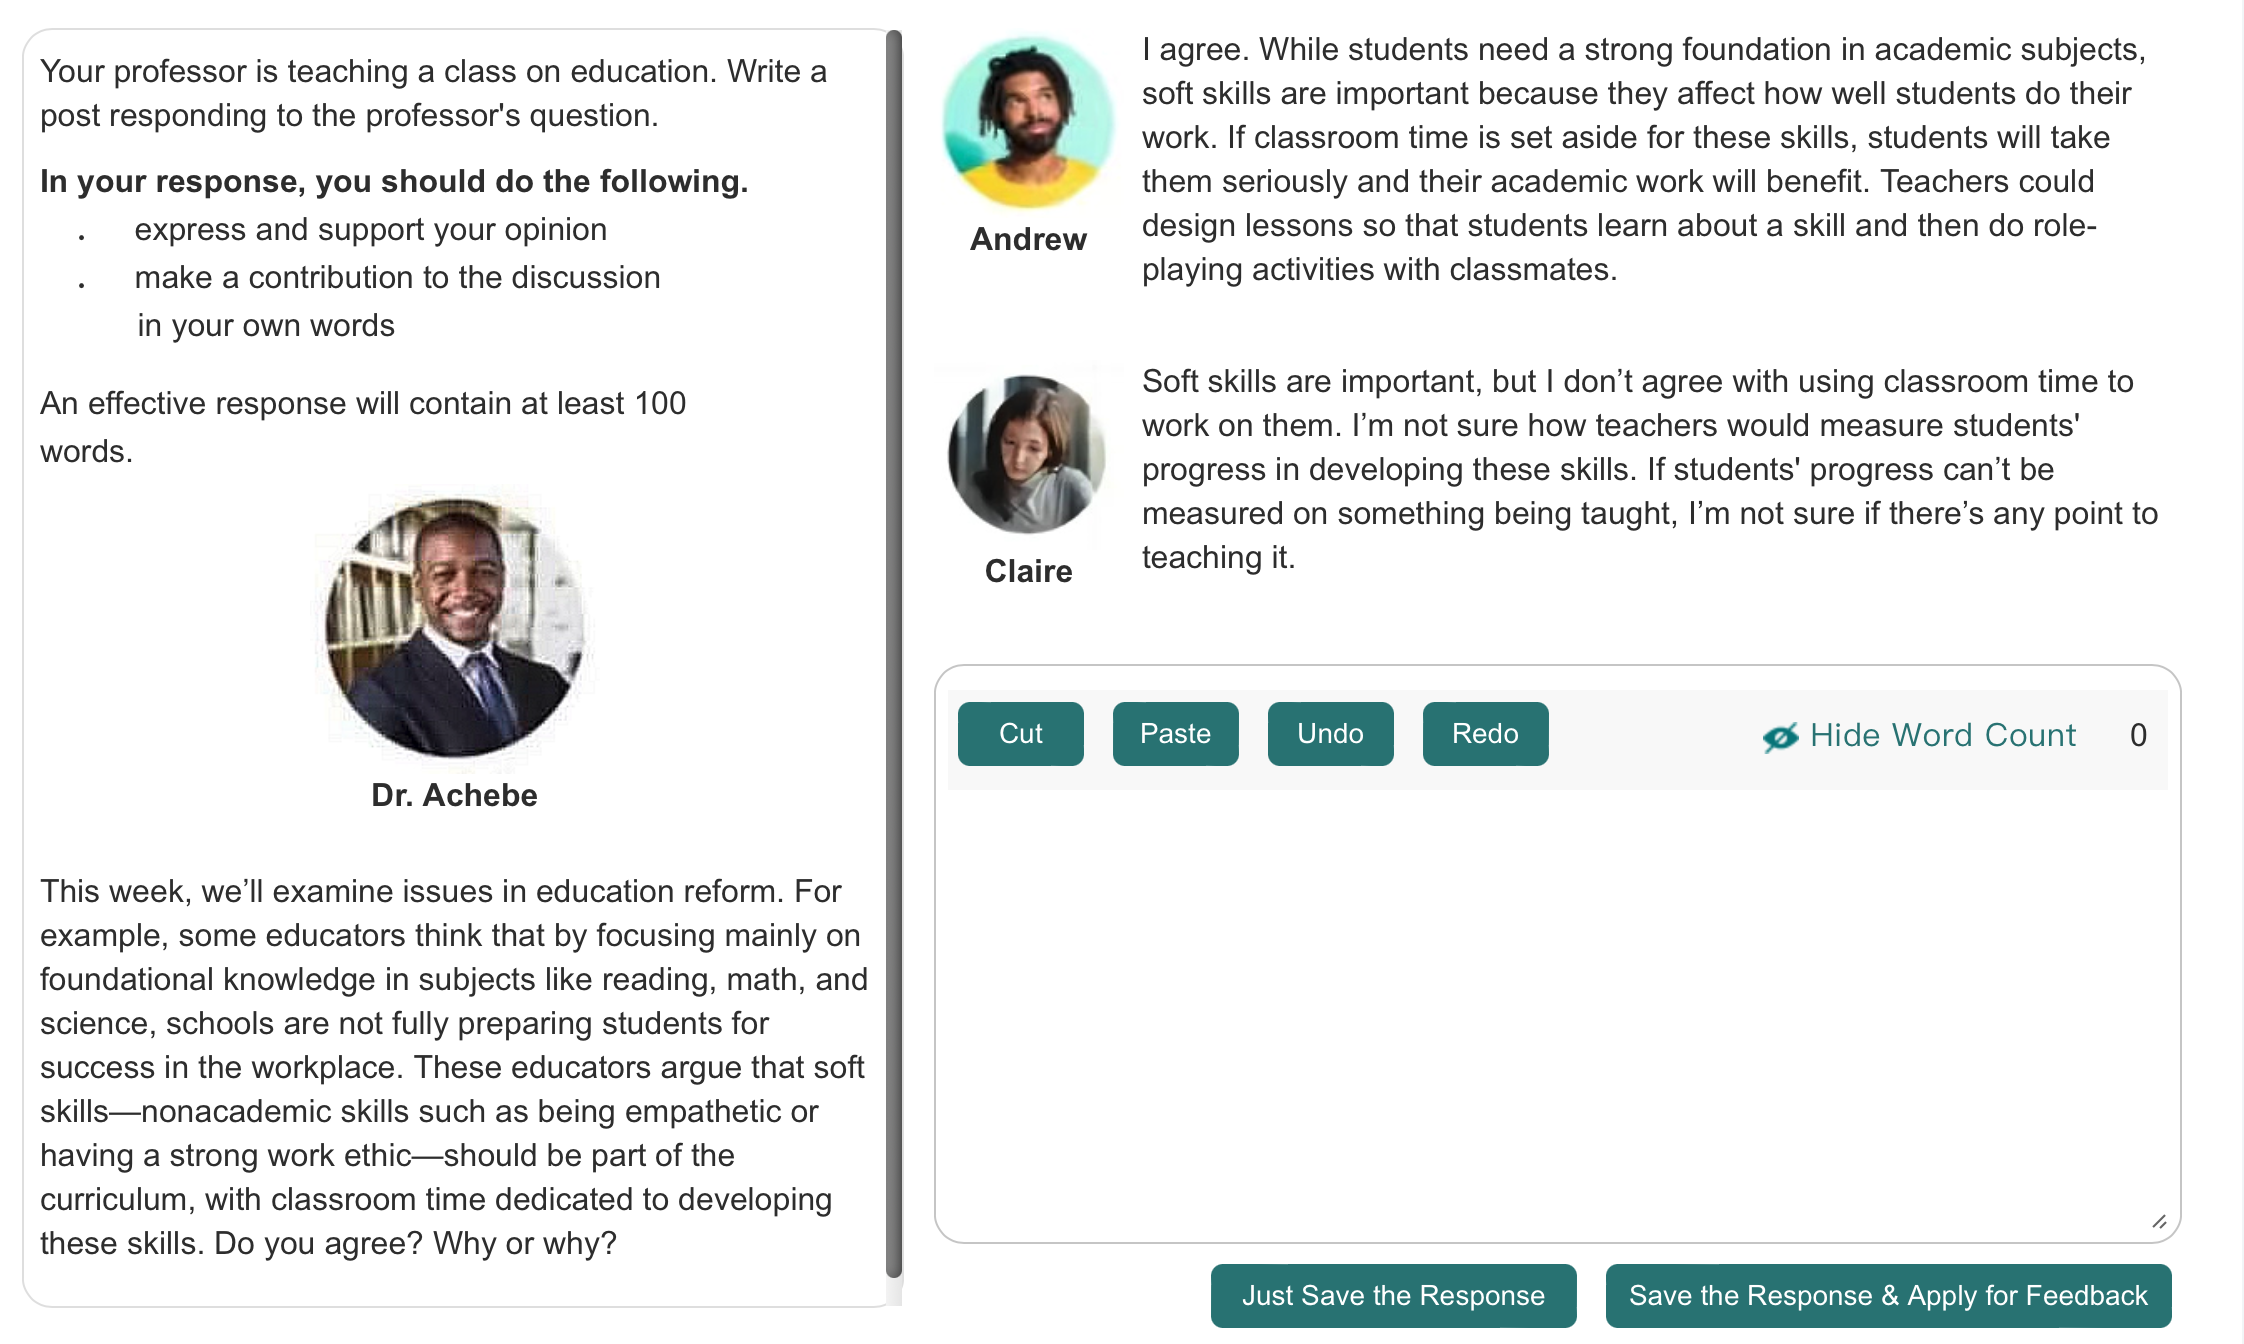 Your professor is teaching a class on education. Write a
post responding to the professor's question.
In your response, you should do the following.
. express and support your opinion
. make a contribution to the discussion
in your own words
An effective response will contain at least 100
words.
Dr. Achebe
This week, we’ll examine issues in education reform. For
example, some educators think that by focusing mainly on
foundational knowledge in subjects like reading, math, and
science, schools are not fully preparing students for
success in the workplace. These educators argue that soft
skills—nonacademic skills such as being empathetic or
having a strong work ethic—should be part of the
curriculum, with classroom time dedicated to developing
these skills. Do you agree? Why or why?
I agree. While students need a strong foundation in academic subjects,
soft skills are important because they affect how well students do their
work. If classroom time is set aside for these skills, students will take
them seriously and their academic work will benefit. Teachers could
design lessons so that students learn about a skill and then do role-
playing activities with classmates.
Andrew
Soft skills are important, but I don’t agree with using classroom time to
work on them. I’m not sure how teachers would measure students'
progress in developing these skills. If students' progress can’t be
measured on something being taught, I’m not sure if there’s any point to
teaching it.
Claire
Cut Paste Undo Redo Hide Word Count 0
Just Save the Response Save the Response & Apply for Feedback